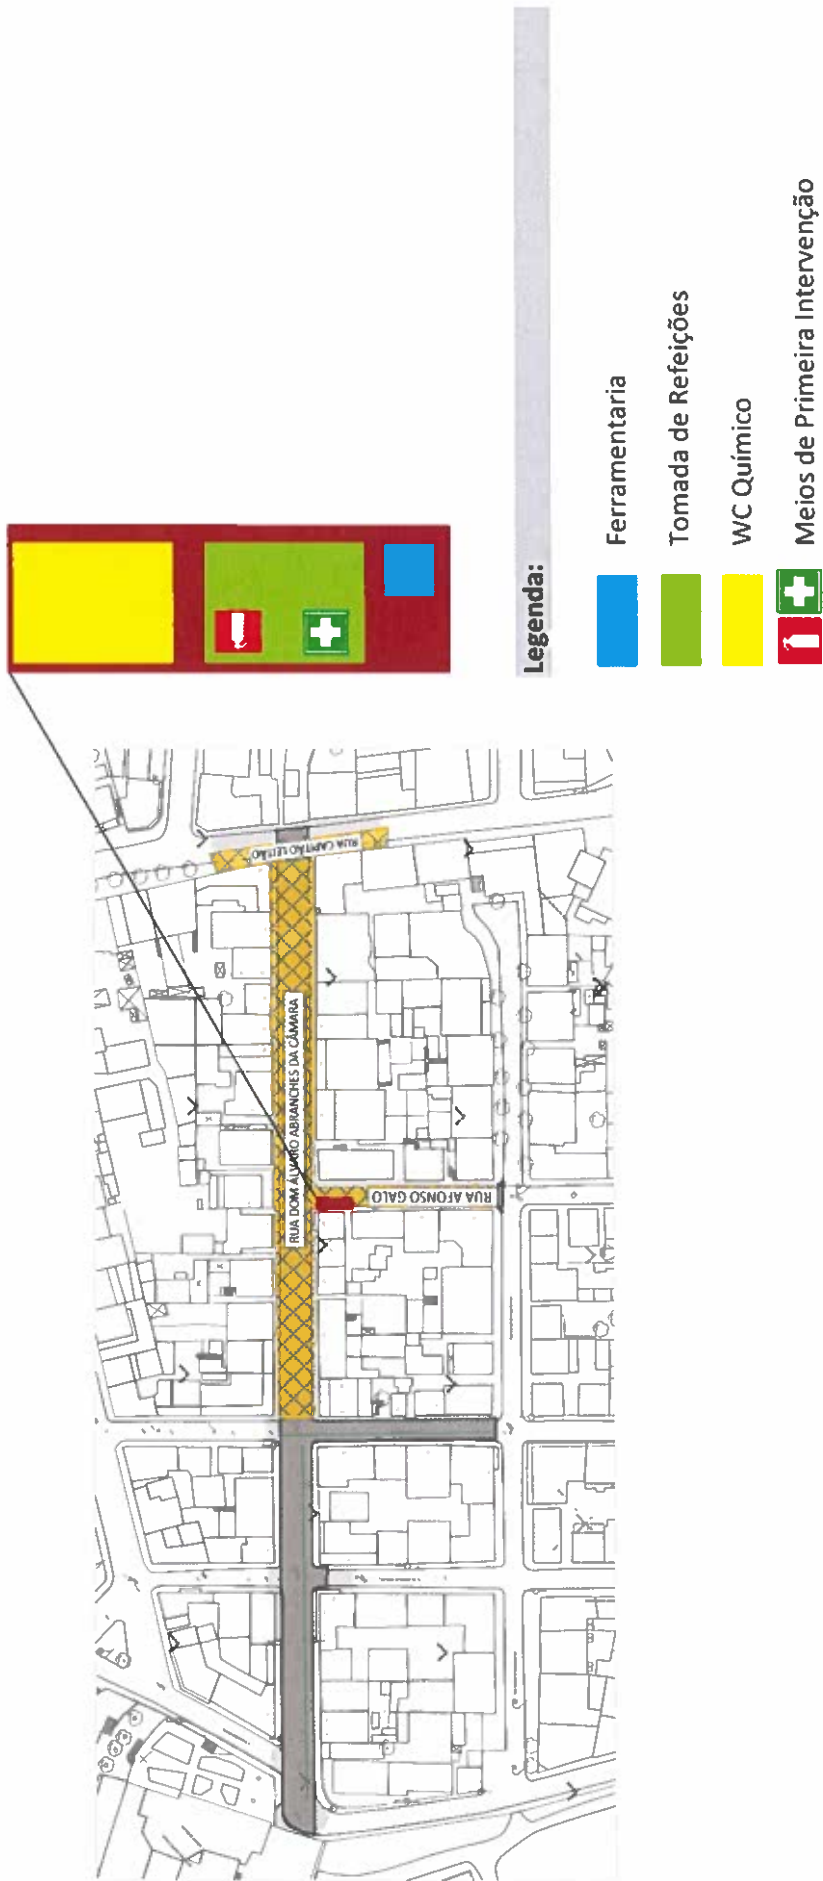 RUA CAPITÃO LEITÃO
RUA DOM ÁLVARO ABRANCHES DA CÂMARA
RUA AFONSO GALO
Legenda:
Ferramentaria
Tomada de Refeições
WC Químico
Meios de Primeira Intervenção